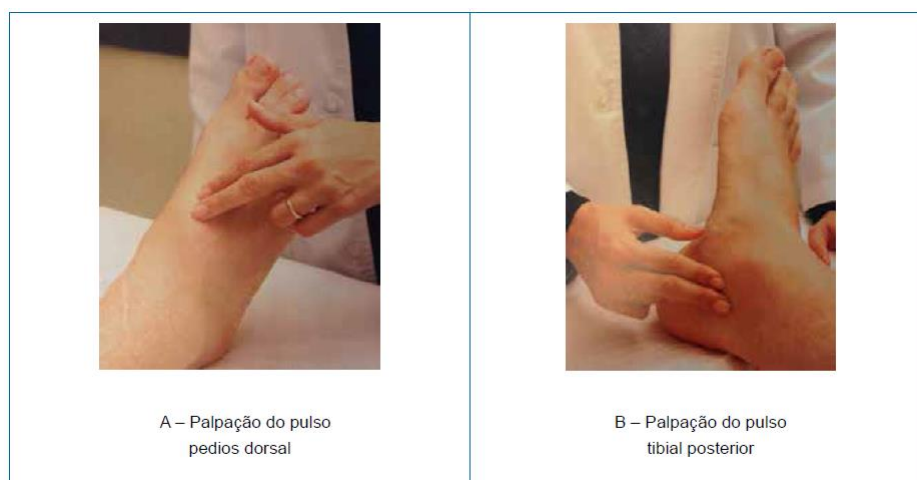 A – Palpação do pulso
pedios dorsal
B – Palpação do pulso
tibial posterior